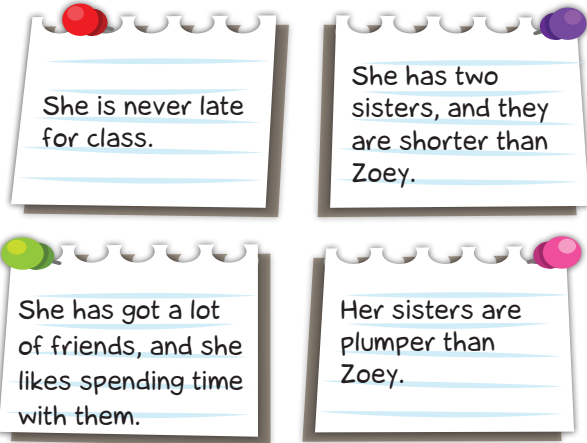 She is never late
for class.
She has two
sisters, and they
are shorter than
Zoey.
She has got a lot
of friends, and she
likes spending time
with them.
Her sisters are
plumper than
Zoey.